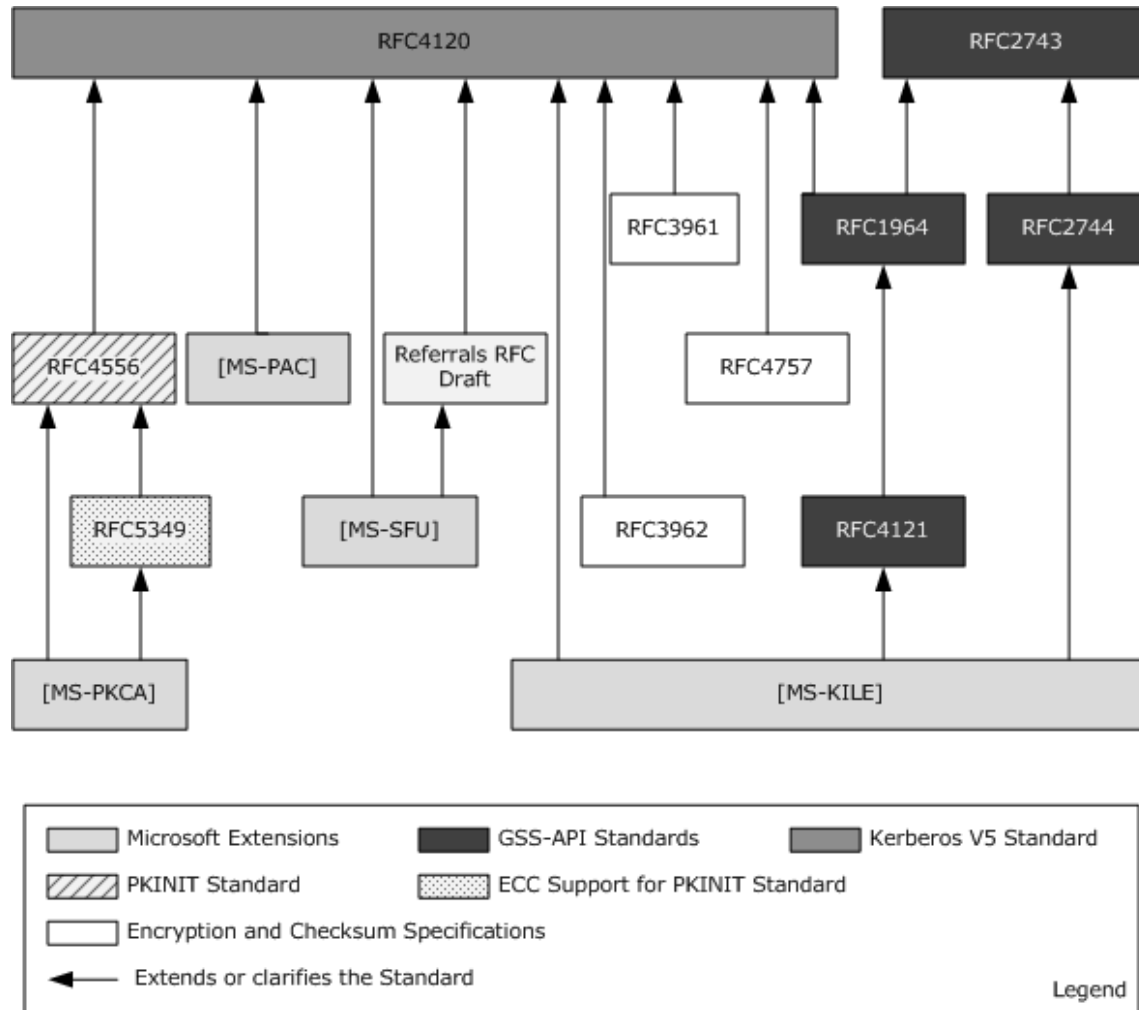 RFC4120
RFC2743
RFC3961
RFC1964
RFC2744
RFC4556
[MS-PAC]
Referrals RFC
Draft
RFC4757
RFC5349
[MS-SFU]
RFC3962
RFC4121
[MS-PKCA]
[MS-KILE]
Microsoft Extensions
GSS-API Standards
Kerberos V5 Standard
PKINIT Standard
ECC Support for PKINIT Standard
Encryption and Checksum Specifications
Extends or clarifies the Standard
Legend